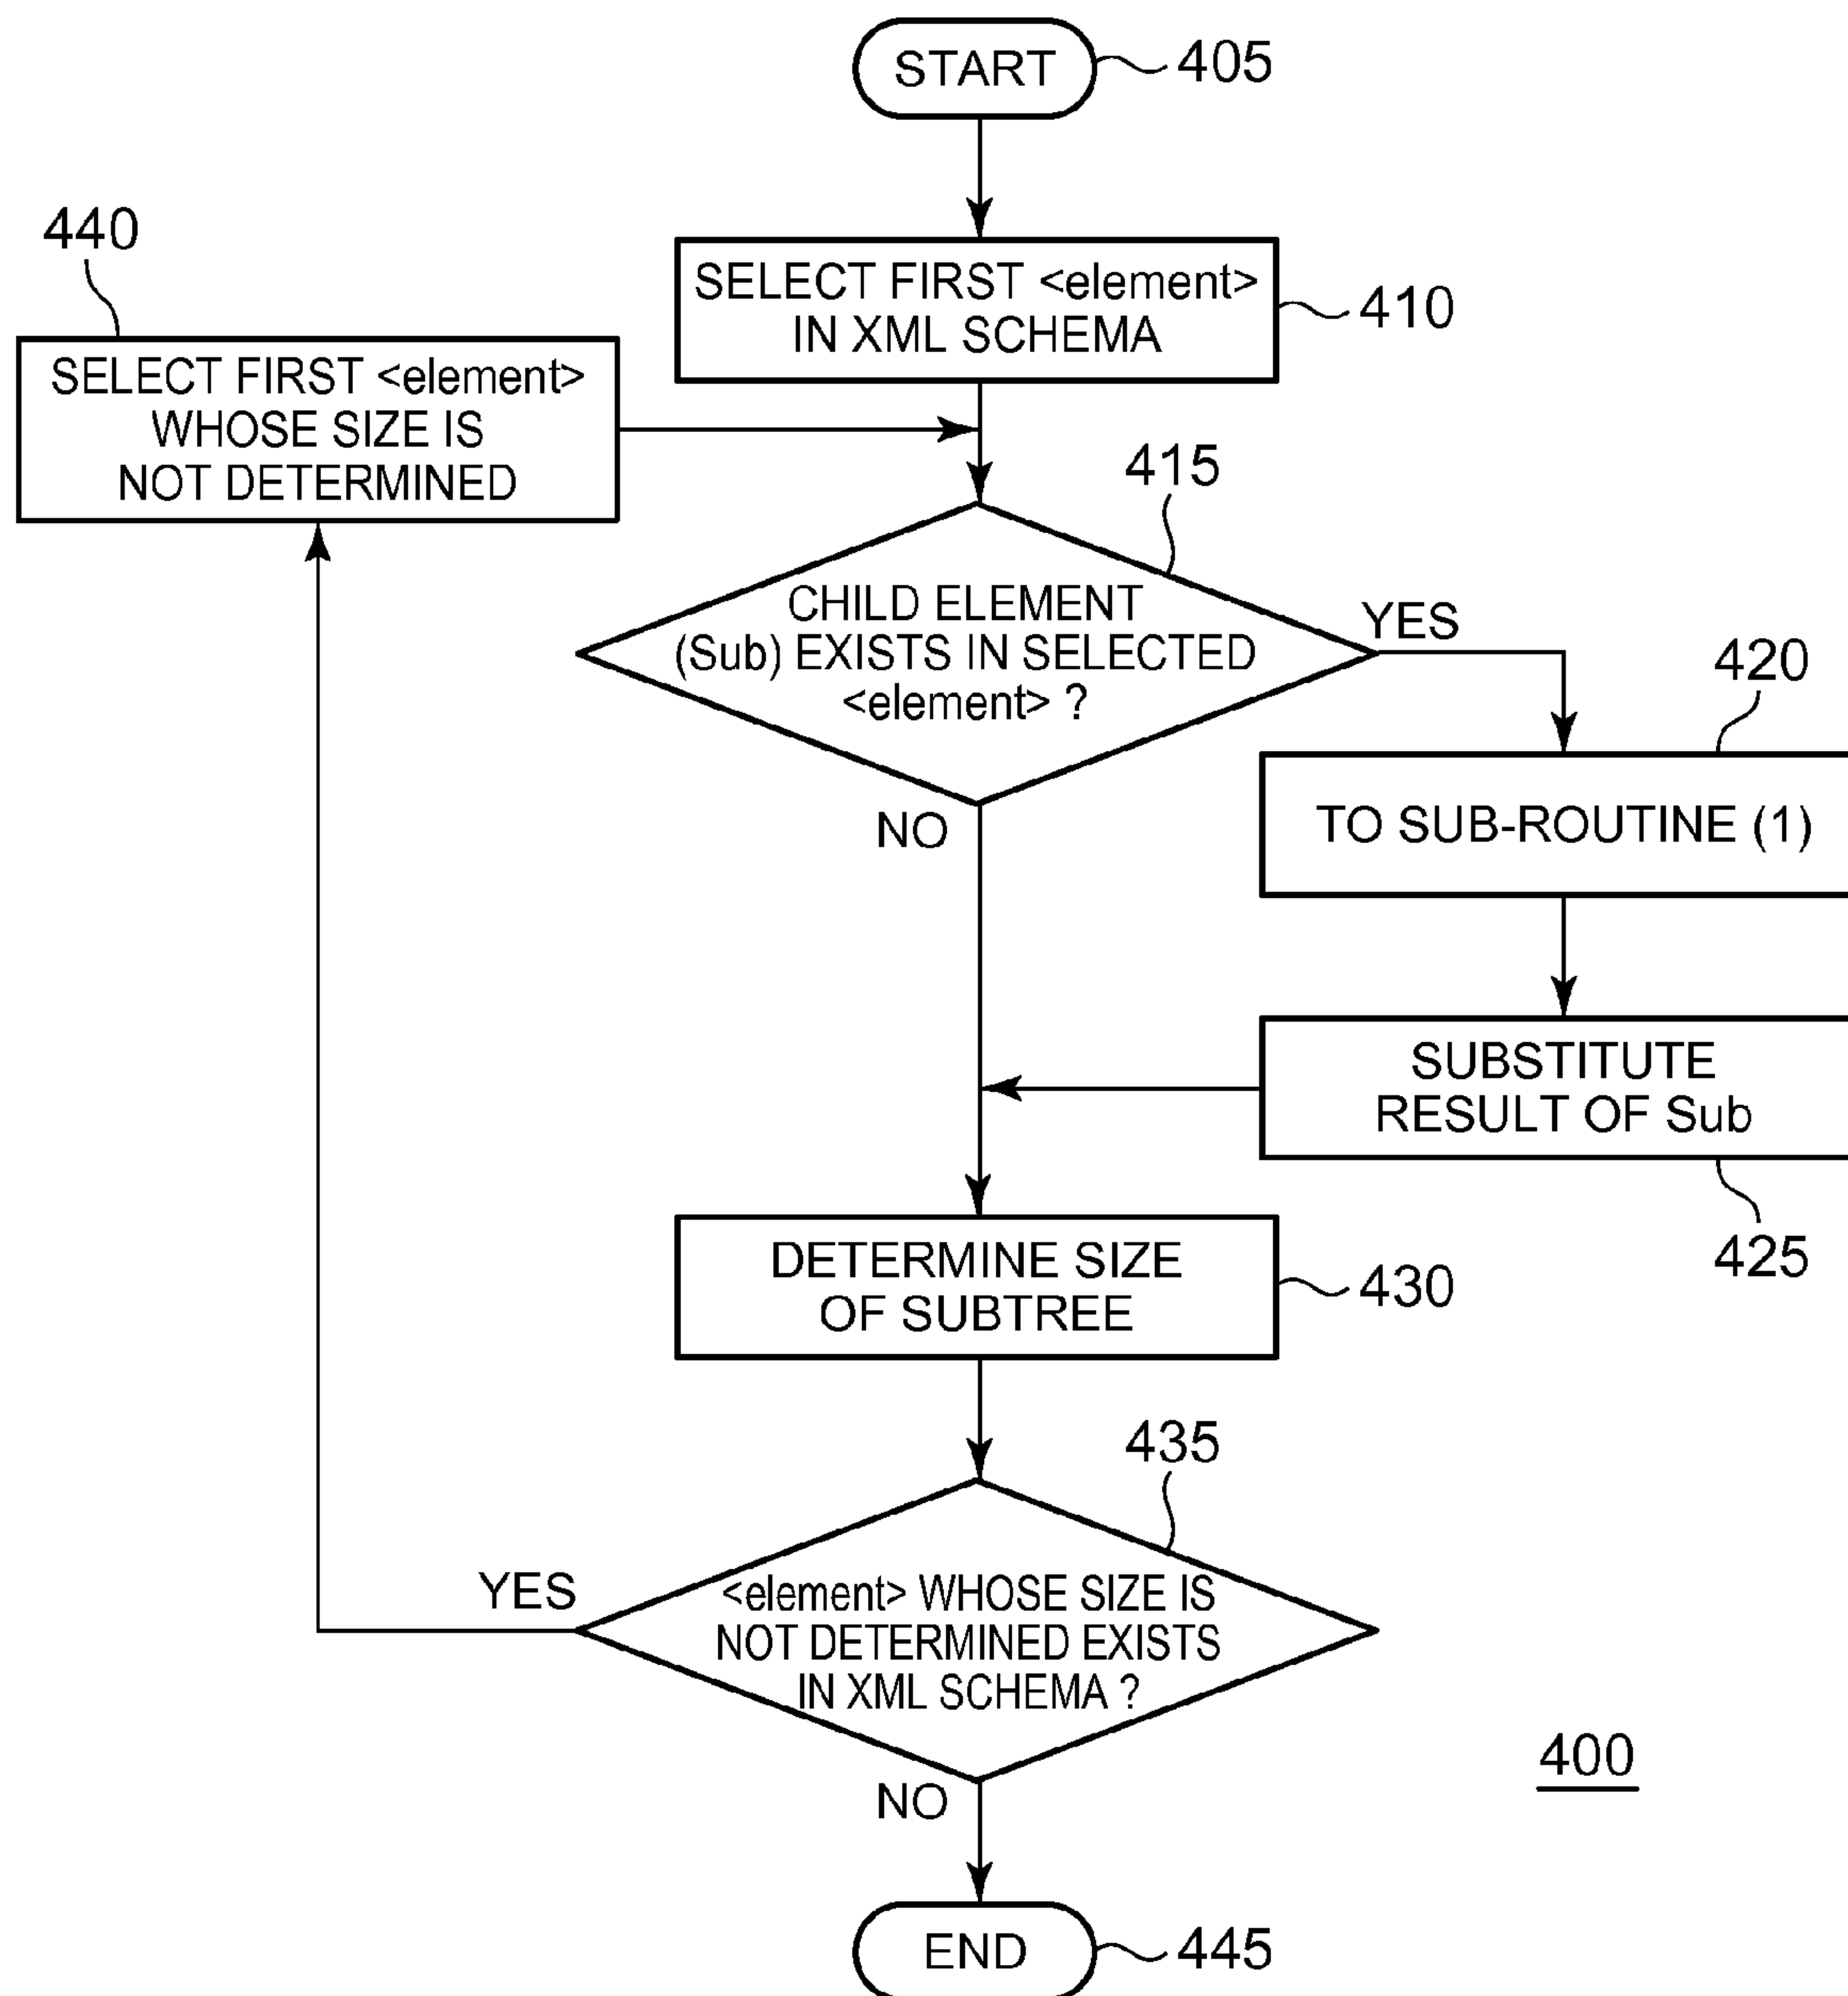 START
405
440
SELECT FIRST <element>
IN XML SCHEMA
410
SELECT FIRST <element>
WHOSE SIZE IS
NOT DETERMINED
415
CHILD ELEMENT
(Sub) EXISTS IN SELECTED
<element> ?
YES
420
NO
TO SUB-ROUTINE (1)
SUBSTITUTE
RESULT OF Sub
425
DETERMINE SIZE
OF SUBTREE
430
435
YES
<element> WHOSE SIZE IS
NOT DETERMINED EXISTS
IN XML SCHEMA ?
400
NO
END
445